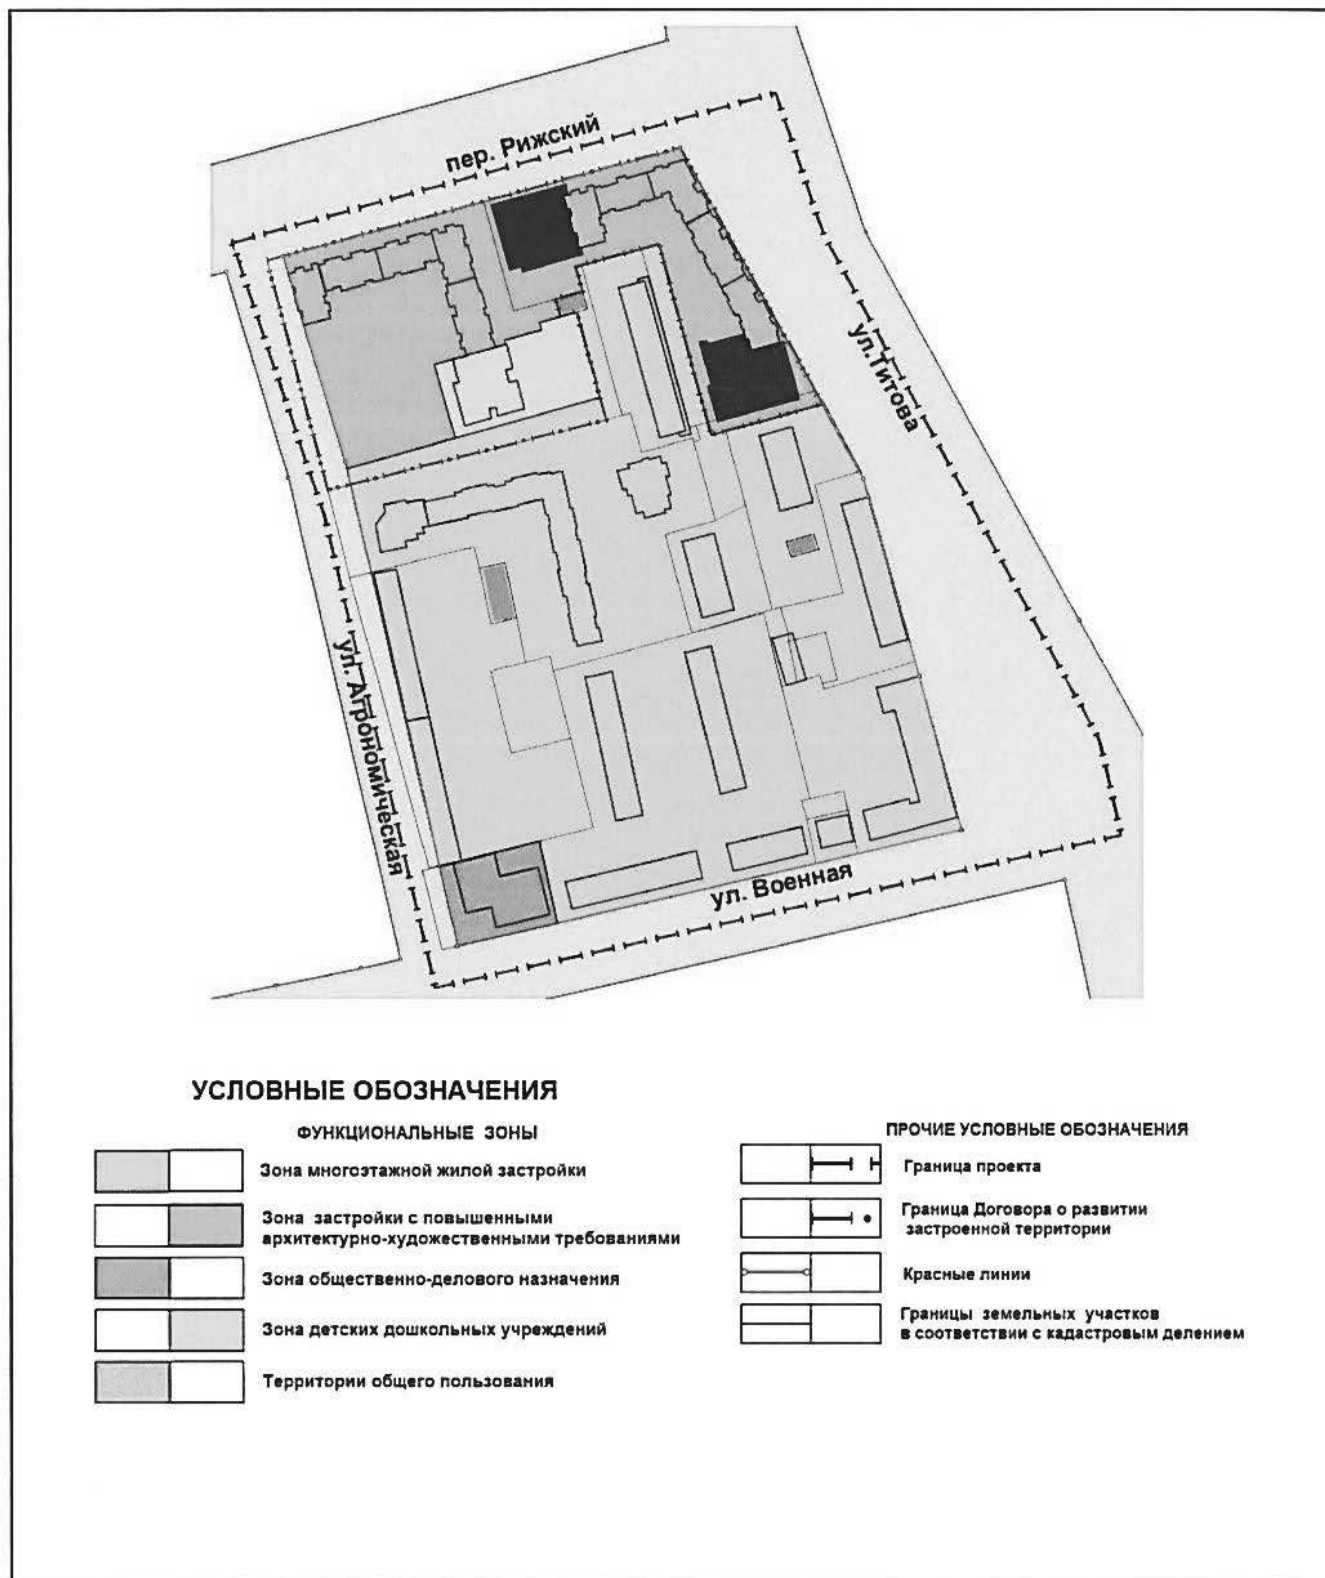 пер. Рижский
ул.Титова
ул. Агрономическая
ул. Военная
УСЛОВНЫЕ ОБОЗНАЧЕНИЯ
ФУНКЦИОНАЛЬНЫЕ ЗОНЫ
Зона многоэтажной жилой застройки
Зона застройки с повышенными
архитектурно-художественными требованиями
Зона общественно-делового назначения
Зона детских дошкольных учреждений
Территории общего пользования
ПРОЧИЕ УСЛОВНЫЕ ОБОЗНАЧЕНИЯ
Граница проекта
Граница Договора о развитии
застроенной территории
Красные линии
Границы земельных участков
в соответствии с кадастровым делением